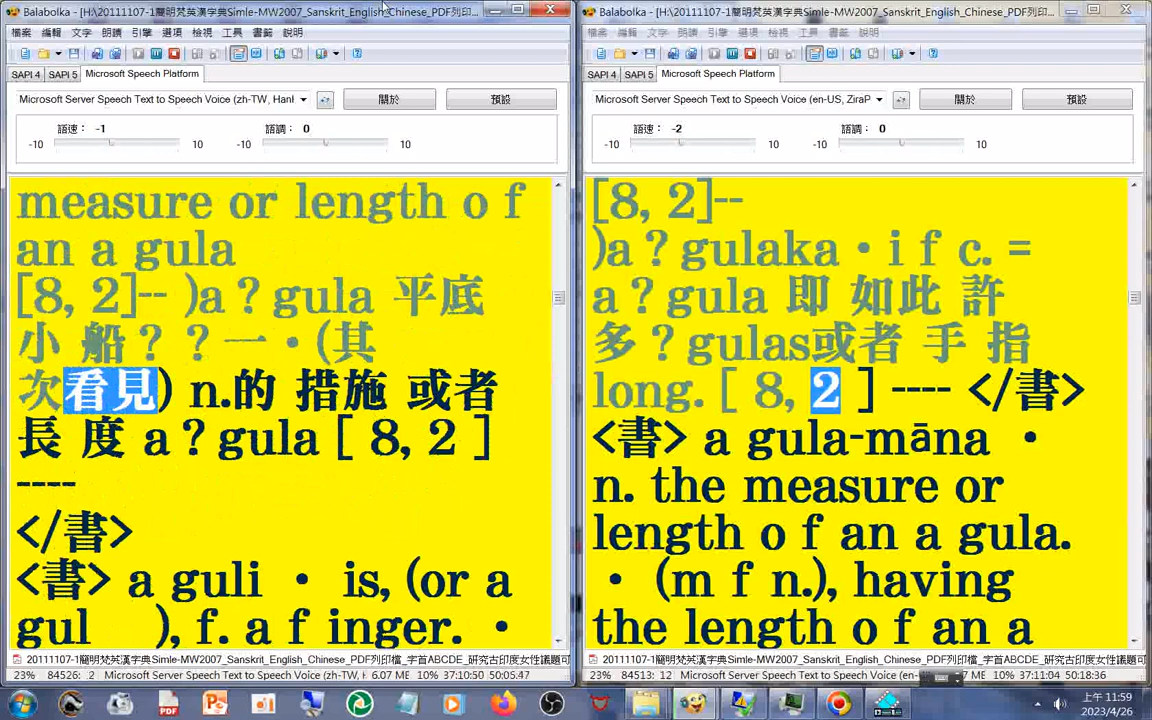 Balabolka - [H:\20111107-1簡明梵英漢字典Simle-MW2007_Sanskrit_English_Chinese_PDF列印...
檔案 編輯 文字 朗讀 引擎 選項 檢視 工具 書籤 說明
SAPI 4 SAPI 5 Microsoft Speech Platform
Microsoft Server Speech Text to Speech Voice (zh-TW, HanI 關於 預設
語速： -1 語調： 0
-10 10 -10 10
measure or length o f
an a gula
[8, 2]-- )a？gula 平底
小 船？？一・(其
次看見) n.的 措施 或者
長 度 a？gula [ 8, 2 ]
----
</書>
<書> a guli ・ is, (or a
gul ), f. a f inger. ・
20111107-1簡明梵英漢字典Simle-MW2007_Sanskrit_English_Chinese_PDF列印檔_字首ABCDE_研究古印度女性議題可
23% 84526: .2 Microsoft Server Speech Text to Speech Voice (zh-TW, 6.07 ME 10% 37:10:50 50:05.47
Balabolka - [H:\20111107-1簡明梵英漢字典Simle-MW2007_Sanskrit_English_Chinese_PDF列印...
檔案 編輯 文字 朗讀 引擎 選項 檢視 工具 書籤 說明
SAPI 4 SAPI 5 Microsoft Speech Platform
Microsoft Server Speech Text to Speech Voice (en-US, ZiraP 關於 預設
語速： -2 語調： 0
-10 10 -10 10
[8, 2]--
)a？gulaka・i f c. =
a？gula 即 如此 許
多？gulas或者 手 指
long. [ 8, 2 ] ---- </書>
<書> a gula-māna ・
n. the measure or
length o f an a gula.
・ (m f n.), having
the length o f an a
20111107-1簡明梵英漢字典Simle-MW2007_Sanskrit_English_Chinese_PDF列印檔_字首ABCDE_研究古印度女性議題可
23% 84513: 12 Microsoft Server Speech Text to Speech Voice (en-US, ME 10% 37:11:04 50:18:36
上午 11:59
2023/4/26